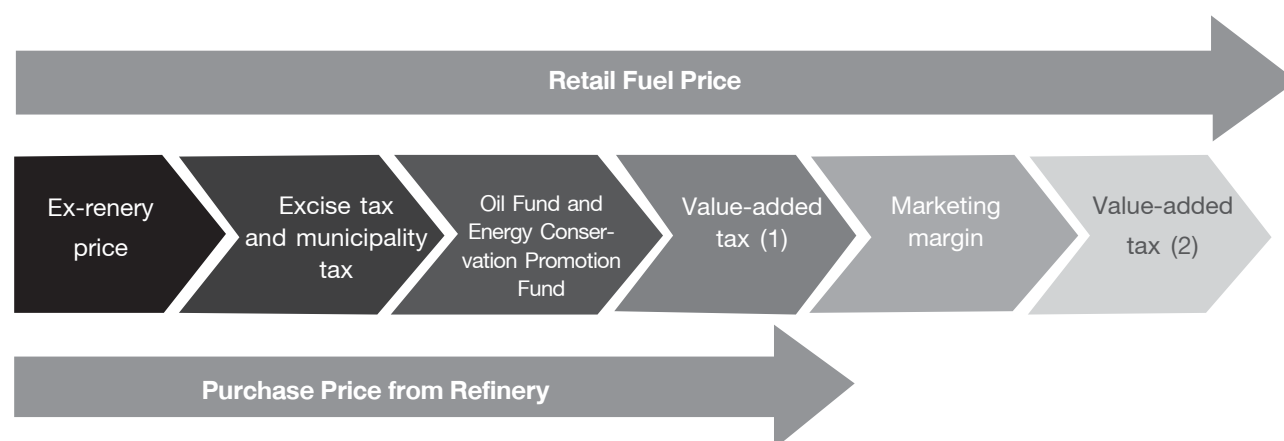 Retail Fuel Price
Ex-renery
price
Excise tax
and municipality
tax
Oil Fund and
Energy Conser-
vation Promotion
Fund
Value-added
tax (1)
Marketing
margin
Value-added
tax (2)
Purchase Price from Refinery